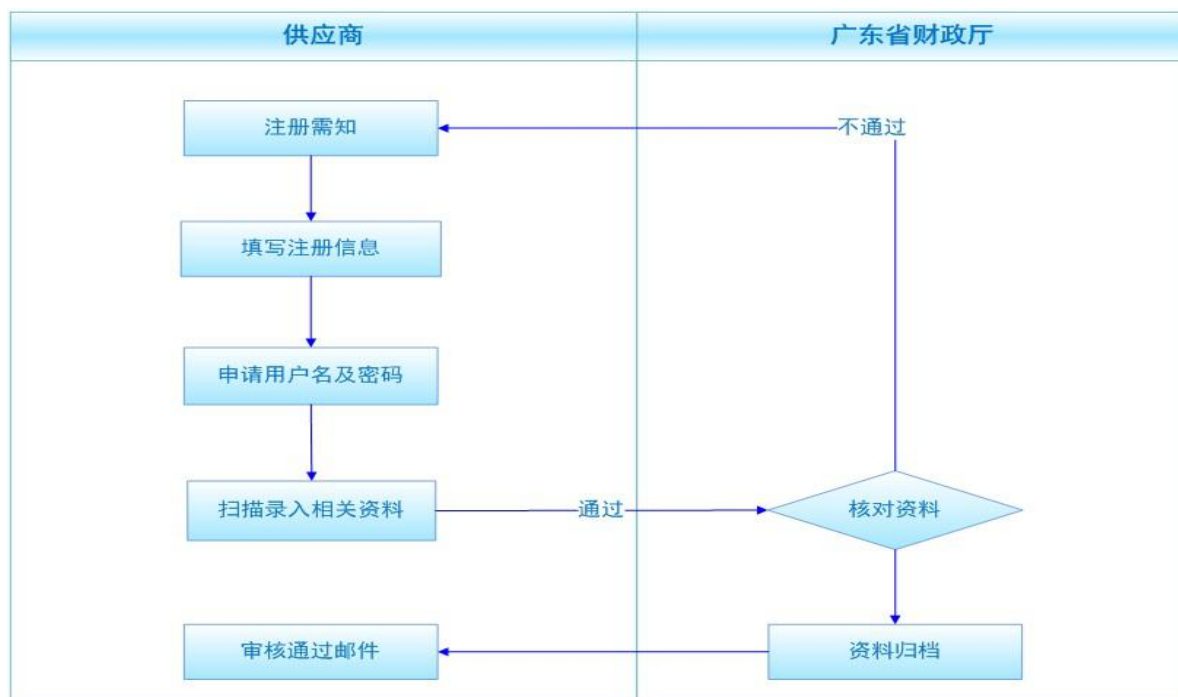 供应商
广东省财政厅
注册需知
不通过
填写注册信息
申请用户名及密码
扫描录入相关资料
通过
核对资料
审核通过邮件
资料归档